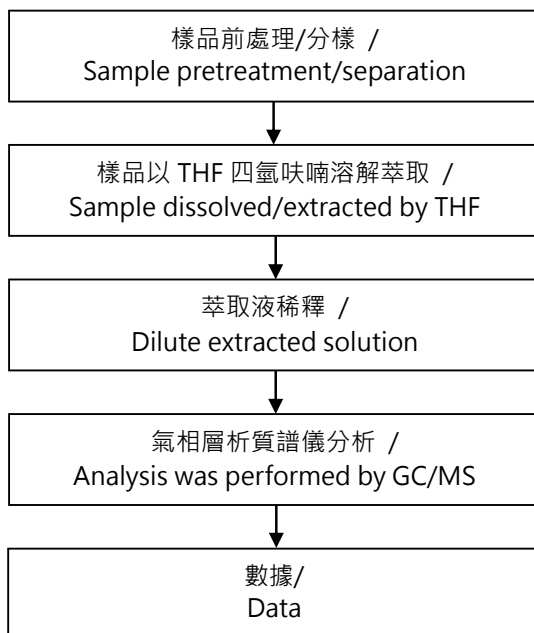 樣品前處理/分樣 /
Sample pretreatment/separation
樣品以 THF 四氫呋喃溶解萃取 /
Sample dissolved/extracted by THF
萃取液稀釋 /
Dilute extracted solution
氣相層析質譜儀分析 /
Analysis was performed by GC/MS
數據/
Data